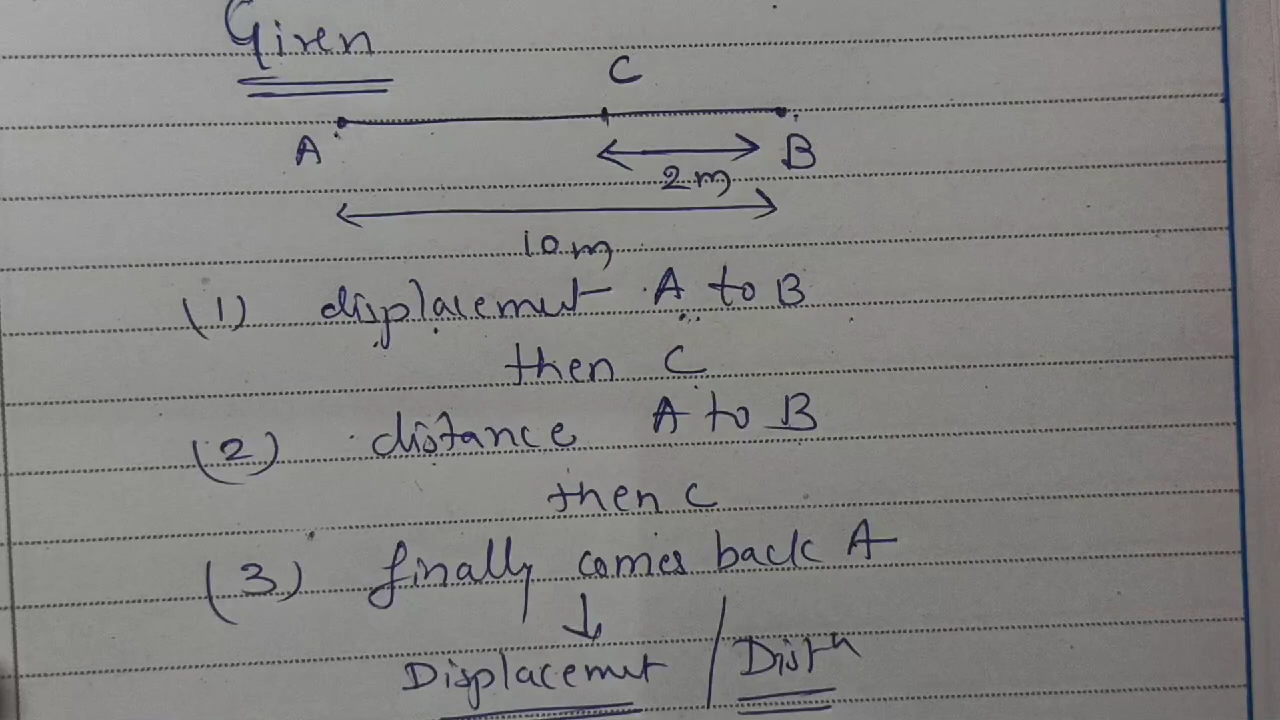 Given
C
A
B
2 m
10 m
(1) displacement A to B
then C
(2) distance A to B
then C
(3) finally comes back A
↓
Displacement / Distn